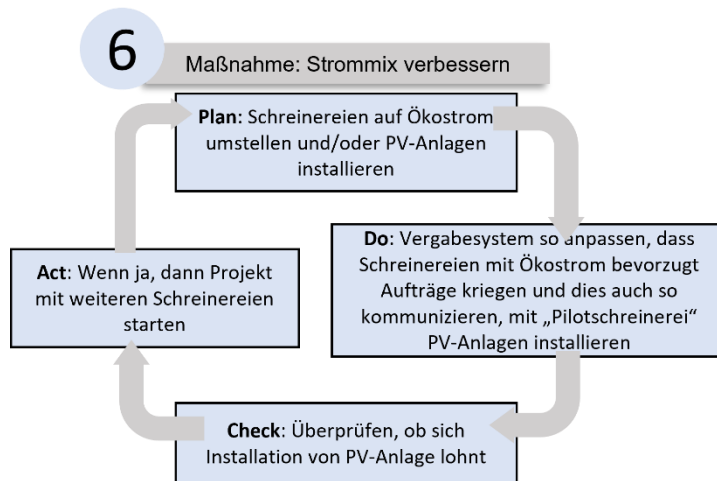 6
Maßnahme: Strommix verbessern
Plan: Schreinereien auf Ökostrom
umstellen und/oder PV-Anlagen
installieren
Do: Vergabesystem so anpassen, dass
Schreinereien mit Ökostrom bevorzugt
Aufträge kriegen und dies auch so
kommunizieren, mit „Pilotschreinerei“
PV-Anlagen installieren
Check: Überprüfen, ob sich
Installation von PV-Anlage lohnt
Act: Wenn ja, dann Projekt
mit weiteren Schreinereien
starten